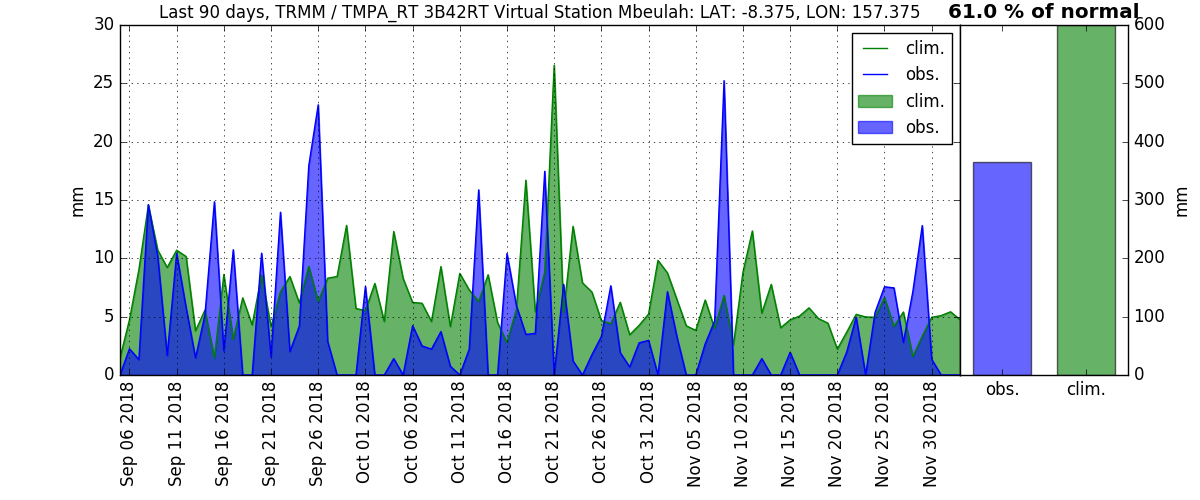 Last 90 days, TRMM / TMPA_RT 3B42RT Virtual Station Mbeulah: LAT: -8.375, LON: 157.375
61.0 % of normal
30
25
20
15
10
5
0
mm
clim.
obs.
clim.
obs.
600
500
400
300
200
100
0
mm
obs.
clim.
Sep 06 2018
Sep 11 2018
Sep 16 2018
Sep 21 2018
Sep 26 2018
Oct 01 2018
Oct 06 2018
Oct 11 2018
Oct 16 2018
Oct 21 2018
Oct 26 2018
Oct 31 2018
Nov 05 2018
Nov 10 2018
Nov 15 2018
Nov 20 2018
Nov 25 2018
Nov 30 2018